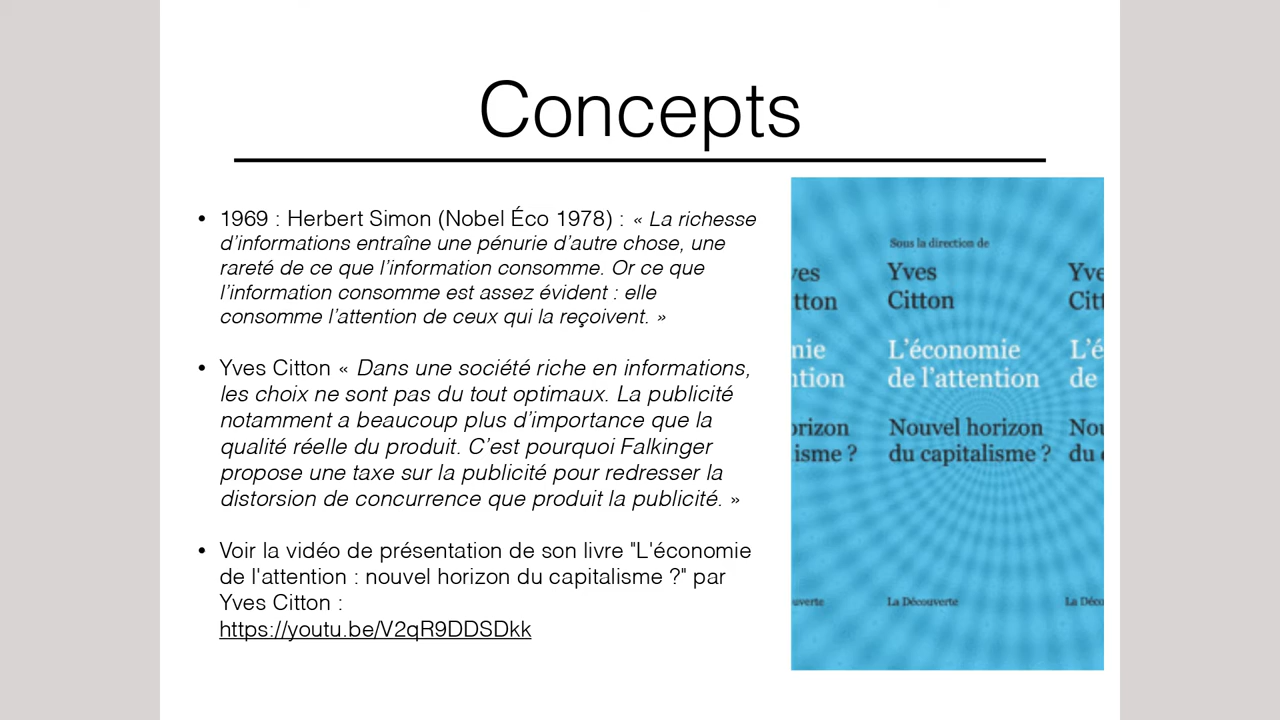 Concepts
• 1969 : Herbert Simon (Nobel Éco 1978) : « La richesse
d’informations entraîne une pénurie d’autre chose, une
rareté de ce que l’information consomme. Or ce que
l’information consomme est assez évident : elle
consomme l’attention de ceux qui la reçoivent. »
• Yves Citton « Dans une société riche en informations,
les choix ne sont pas du tout optimaux. La publicité
notamment a beaucoup plus d’importance que la
qualité réelle du produit. C’est pourquoi Falkinger
propose une taxe sur la publicité pour redresser la
distorsion de concurrence que produit la publicité. »
• Voir la vidéo de présentation de son livre "L'économie
de l'attention : nouvel horizon du capitalisme ?" par
Yves Citton :
https://youtu.be/V2qR9DDSDkk
Sous la direction de
ves Yves Yve
tton Citton Citt
mie L’économie L’é
ntion de l’attention de
orizon Nouvel horizon Nou
isme ? du capitalisme ? du c
uverte La Découverte La Déco